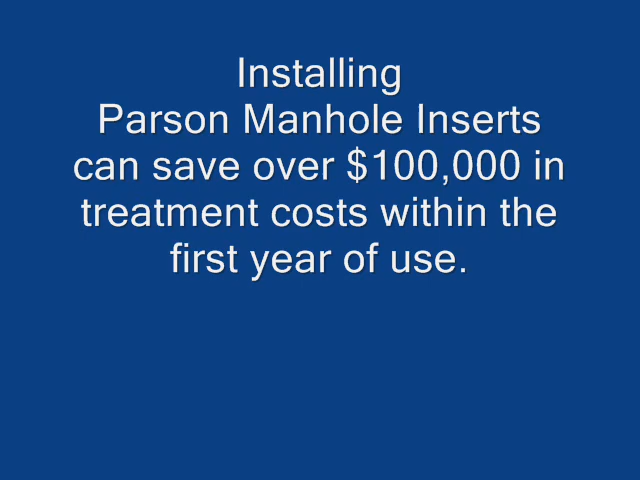 Installing
Parson Manhole Inserts
can save over $100,000 in
treatment costs within the
first year of use.